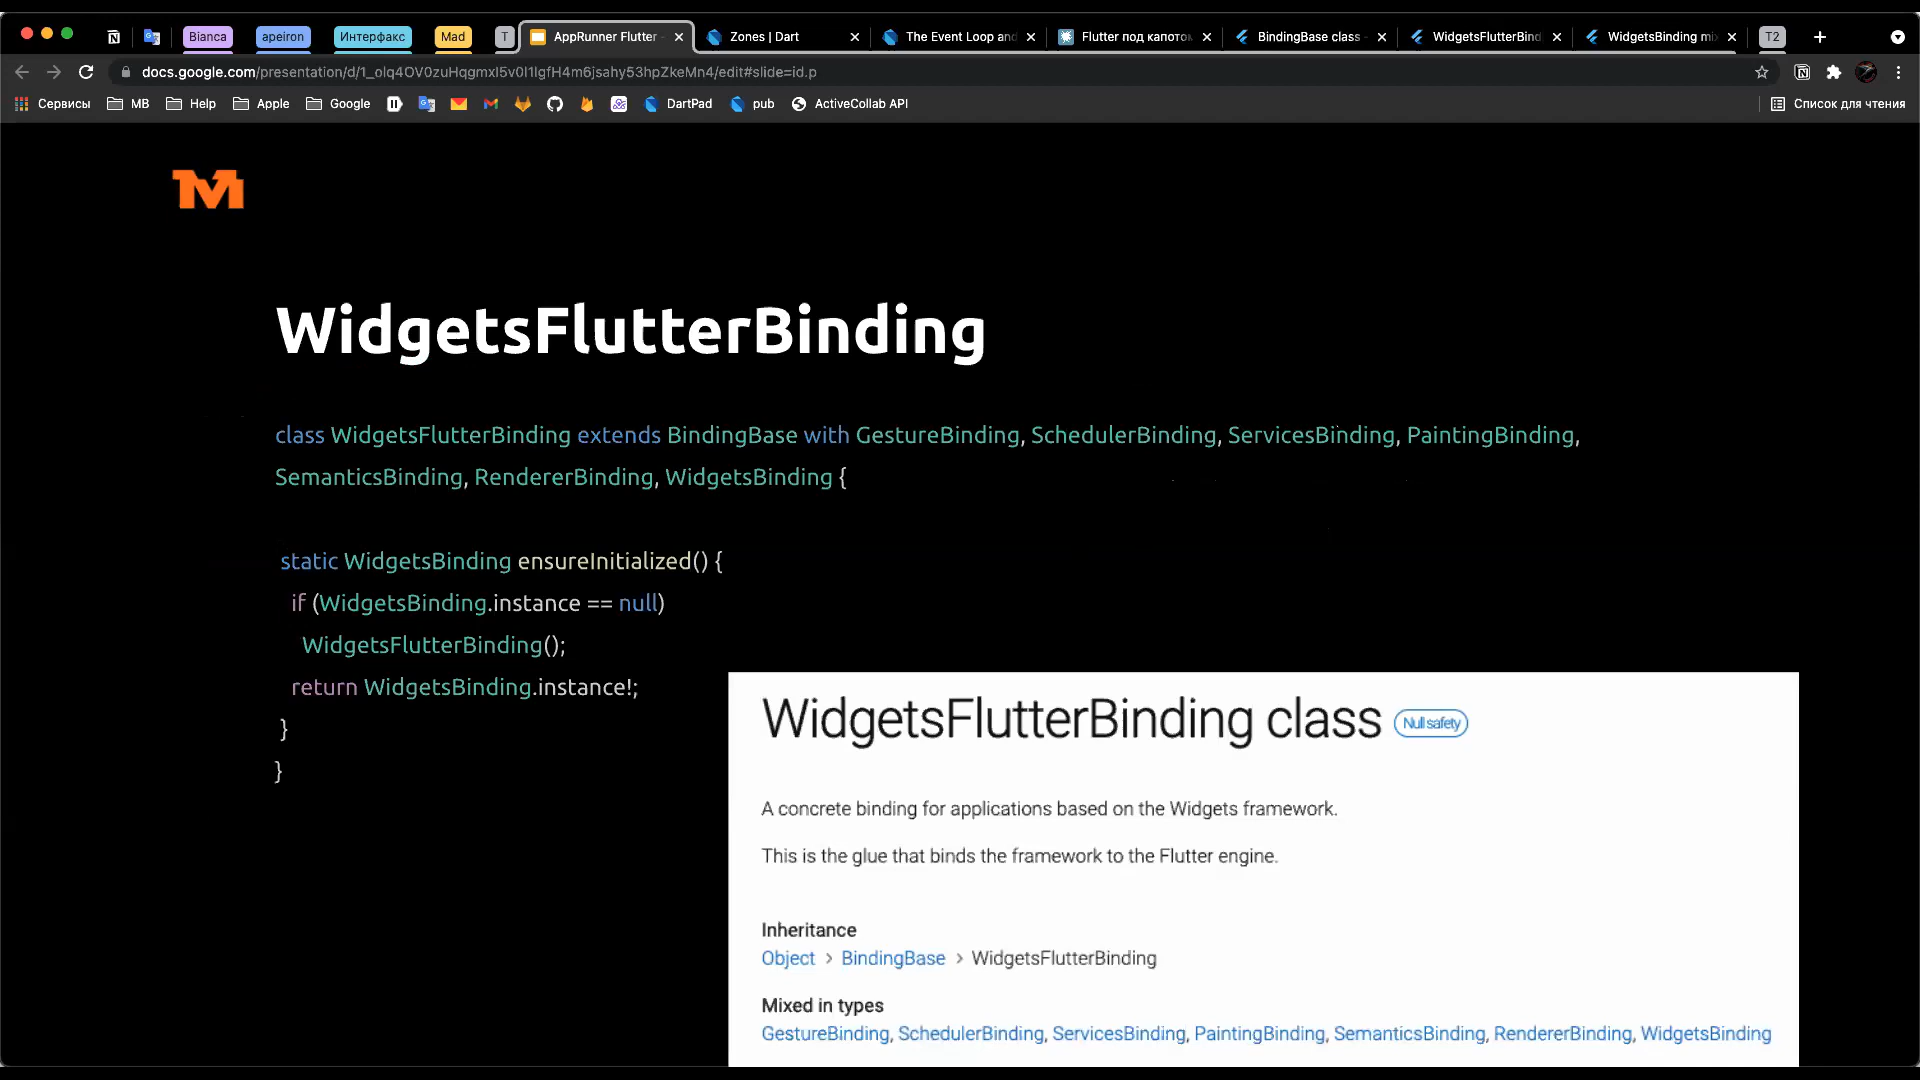 Bianca apeiron Интерфакс Mad T AppRunner Flutter - Zones | Dart The Event Loop and Flutter под капотом BindingBase class - WidgetsFlutterBind WidgetsBinding mix T2
docs.google.com/presentation/d/1_olq4OV0zuHqgmxI5v0I1IgfH4m6jsahy53hpZkeMn4/edit#slide=id.p
Сервисы MB Help Apple Google DartPad pub ActiveCollab API Список для чтения
M
WidgetsFlutterBinding
class WidgetsFlutterBinding extends BindingBase with GestureBinding, SchedulerBinding, ServicesBinding, PaintingBinding,
SemanticsBinding, RendererBinding, WidgetsBinding {
static WidgetsBinding ensureInitialized() {
if (WidgetsBinding.instance == null)
WidgetsFlutterBinding();
return WidgetsBinding.instance!;
}
}
WidgetsFlutterBinding class Null safety
A concrete binding for applications based on the Widgets framework.
This is the glue that binds the framework to the Flutter engine.
Inheritance
Object > BindingBase > WidgetsFlutterBinding
Mixed in types
GestureBinding, SchedulerBinding, ServicesBinding, PaintingBinding, SemanticsBinding, RendererBinding, WidgetsBinding